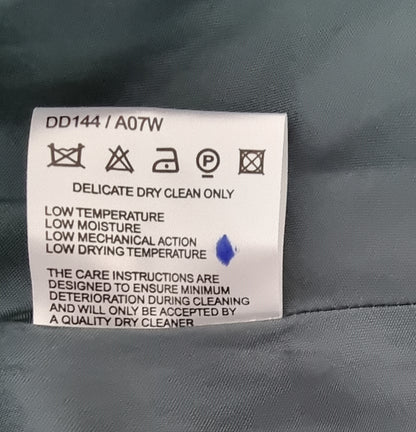 DD144 / A07W
P
DELICATE DRY CLEAN ONLY
LOW TEMPERATURE
LOW MOISTURE
LOW MECHANICAL ACTION
LOW DRYING TEMPERATURE
THE CARE INSTRUCTIONS ARE
DESIGNED TO ENSURE MINIMUM
DETERIORATION DURING CLEANING
AND WILL ONLY BE ACCEPTED BY
A QUALITY DRY CLEANER